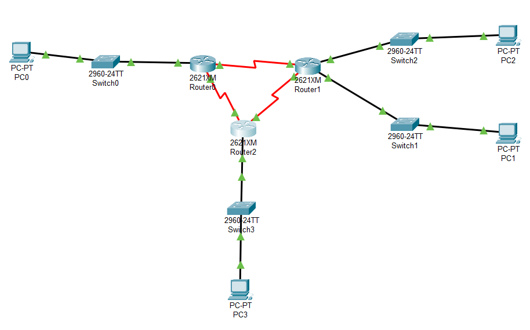 PC-PT
PC0
2960-24TT
Switch0
2621XM
Router0
2621XM
Router1
2960-24TT
Switch2
PC-PT
PC2
2960-24TT
Switch1
PC-PT
PC1
2621XM
Router2
2960-24TT
Switch3
PC-PT
PC3